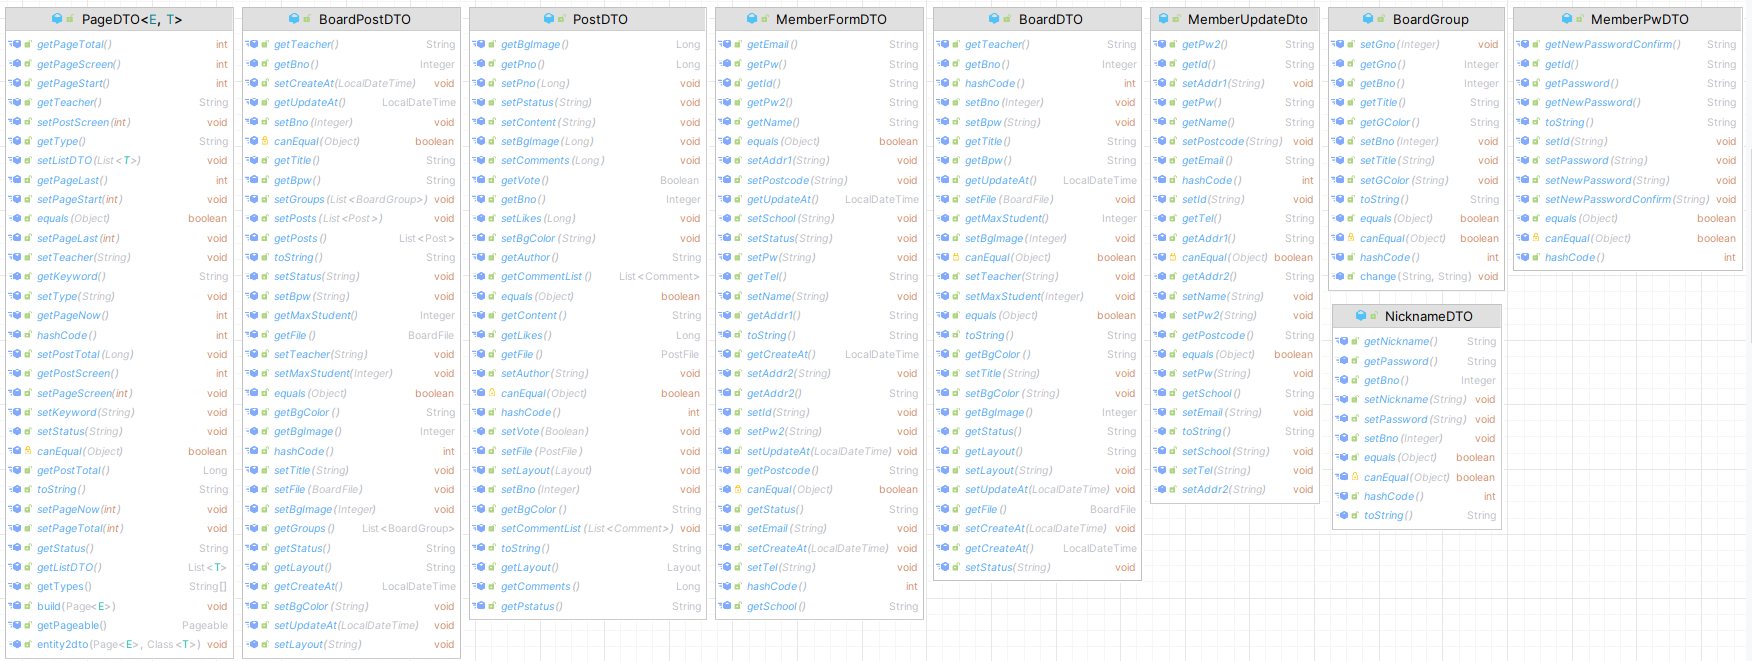 PageDTO<E, T>
getPageTotal() int
getPageScreen() int
getPageStart() int
getTeacher() String
setPostScreen(int) void
getType() String
setListDTO(List<T>) void
getPageLast() int
setPageStart(int) void
equals(Object) boolean
setPageLast(int) void
setTeacher(String) void
getKeyword() String
setType(String) void
getPageNow() int
hashCode() int
setPostTotal(Long) void
getPostScreen() int
setPageScreen(int) void
setKeyword(String) void
setStatus(String) void
canEqual(Object) boolean
getPostTotal() Long
toString() String
setPageNow(int) void
setPageTotal(int) void
getStatus() String
getListDTO() List<T>
getTypes() String[]
build(Page<E>) void
getPageable() Pageable
entity2dto(Page<E>, Class<T>) void
BoardPostDTO
getTeacher() String
getBno() Integer
setCreateAt(LocalDateTime) void
getUpdateAt() LocalDateTime
setBno(Integer) void
canEqual(Object) boolean
getTitle() String
getBpw() String
setGroups(List<BoardGroup>) void
setPosts(List<Post>) void
getPosts() List<Post>
toString() String
setStatus(String) void
setBpw(String) void
getMaxStudent() Integer
getFile() BoardFile
setTeacher(String) void
setMaxStudent(Integer) void
equals(Object) boolean
getBgColor() String
getBgImage() Integer
hashCode() int
setTitle(String) void
setFile(BoardFile) void
setBgImage(Integer) void
getGroups() List<BoardGroup>
getStatus() String
getLayout() String
getCreateAt() LocalDateTime
setBgColor(String) void
setUpdateAt(LocalDateTime) void
setLayout(String) void
PostDTO
getBgImage() Long
getPno() Long
setPno(Long) void
setPstatus(String) void
setContent(String) void
setBgImage(Long) void
setComments(Long) void
getVote() Boolean
getBno() Integer
setLikes(Long) void
setBgColor(String) void
getAuthor() String
getCommentList() List<Comment>
equals(Object) boolean
getContent() String
getLikes() Long
getFile() PostFile
setAuthor(String) void
canEqual(Object) boolean
hashCode() int
setVote(Boolean) void
setFile(PostFile) void
setLayout(Layout) void
setBno(Integer) void
getBgColor() String
setCommentList(List<Comment>) void
toString() String
getLayout() Layout
getComments() Long
getPstatus() String
MemberFormDTO
getEmail() String
getPw() String
getId() String
getPw2() String
getName() String
equals(Object) boolean
setAddr1(String) void
setPostcode(String) void
getUpdateAt() LocalDateTime
setSchool(String) void
setStatus(String) void
setPw(String) void
getTel() String
setName(String) void
getAddr1() String
toString() String
getCreateAt() LocalDateTime
setAddr2(String) void
getAddr2() String
setId(String) void
setPw2(String) void
setUpdateAt(LocalDateTime) void
getPostcode() String
canEqual(Object) boolean
getStatus() String
setEmail(String) void
setCreateAt(LocalDateTime) void
setTel(String) void
hashCode() int
getSchool() String
BoardDTO
getTeacher() String
getBno() Integer
hashCode() int
setBno(Integer) void
setBpw(String) void
getTitle() String
getBpw() String
getUpdateAt() LocalDateTime
setFile(BoardFile) void
getMaxStudent() Integer
setBgImage(Integer) void
canEqual(Object) boolean
setTeacher(String) void
setMaxStudent(Integer) void
equals(Object) boolean
toString() String
getBgColor() String
setTitle(String) void
setBgColor(String) void
getBgImage() Integer
getStatus() String
getLayout() String
setLayout(String) void
setUpdateAt(LocalDateTime) void
getFile() BoardFile
setCreateAt(LocalDateTime) void
getCreateAt() LocalDateTime
setStatus(String) void
MemberUpdateDto
getPw2() String
getId() String
setAddr1(String) void
getPw() String
getName() String
setPostcode(String) void
getEmail() String
hashCode() int
setId(String) void
getTel() String
getAddr1() String
canEqual(Object) boolean
getAddr2() String
setName(String) void
setPw2(String) void
getPostcode() String
equals(Object) boolean
setPw(String) void
getSchool() String
setEmail(String) void
toString() String
setSchool(String) void
setTel(String) void
setAddr2(String) void
BoardGroup
setGno(Integer) void
getGno() Integer
getBno() Integer
getTitle() String
getGColor() String
setBno(Integer) void
setTitle(String) void
setGColor(String) void
toString() String
equals(Object) boolean
canEqual(Object) boolean
hashCode() int
change(String, String) void
NicknameDTO
getNickname() String
getPassword() String
getBno() Integer
setNickname(String) void
setPassword(String) void
setBno(Integer) void
equals(Object) boolean
canEqual(Object) boolean
hashCode() int
toString() String
MemberPwDTO
getNewPasswordConfirm() String
getId() String
getPassword() String
getNewPassword() String
toString() String
setId(String) void
setPassword(String) void
setNewPassword(String) void
setNewPasswordConfirm(String) void
equals(Object) boolean
canEqual(Object) boolean
hashCode() int